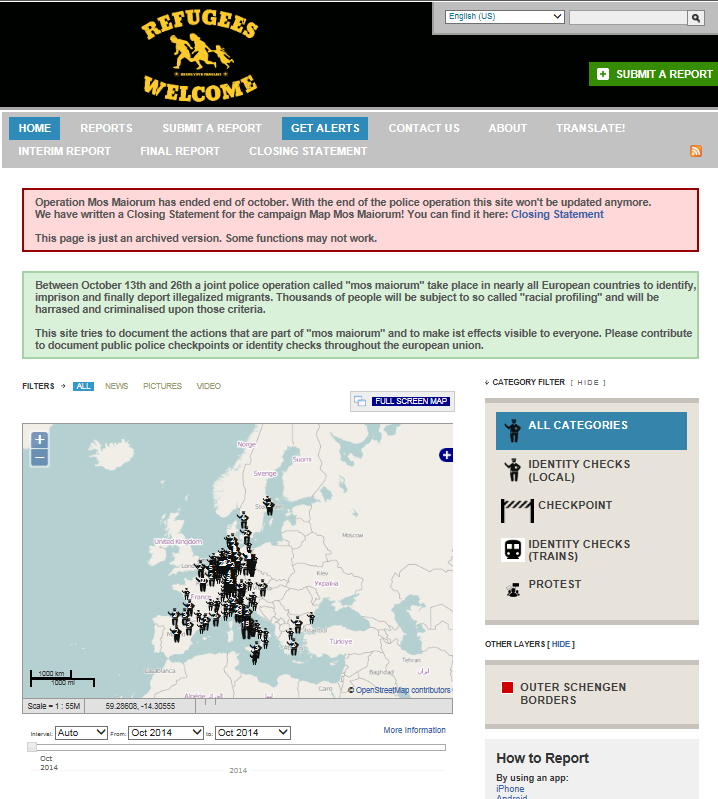 REFUGEES
WELCOME
English (US)
SUBMIT A REPORT
HOME
REPORTS
SUBMIT A REPORT
GET ALERTS
CONTACT US
ABOUT
TRANSLATE!
INTERIM REPORT
FINAL REPORT
CLOSING STATEMENT
Operation Mos Maiorum has ended end of october. With the end of the police operation this site won't be updated anymore.
We have written a Closing Statement for the campaign Map Mos Maiorum! You can find it here: Closing Statement
This page is just an archived version. Some functions may not work.
Between October 13th and 26th a joint police operation called "mos maiorum" take place in nearly all European countries to identify,
imprison and finally deport illegalized migrants. Thousands of people will be subject to so called "racial profiling" and will be
harrased and criminalised upon those criteria.
This site tries to document the actions that are part of "mos maiorum" and to make ist effects visible to everyone. Please contribute
to document public police checkpoints or identity checks throughout the european union.
FILTERS → ALL NEWS PICTURES VIDEO
FULL SCREEN MAP
Norge
Suomi
Sverige
Moscow
United Kingdom
Kiev
Україна
France
Türkiye
Tehran
Casablanca
Baghdad
ایران
Cairo
1000 km
1000 mi
© OpenStreetMap contributors
Scale = 1 : 55M
59.28608, -14.30555
Interval: Auto From: Oct 2014 to: Oct 2014
More Information
Oct
2014
2014
↓ CATEGORY FILTER [ HIDE ]
ALL CATEGORIES
IDENTITY CHECKS
(LOCAL)
CHECKPOINT
IDENTITY CHECKS
(TRAINS)
PROTEST
OTHER LAYERS [ HIDE ]
OUTER SCHENGEN
BORDERS
How to Report
By using an app:
iPhone
Android